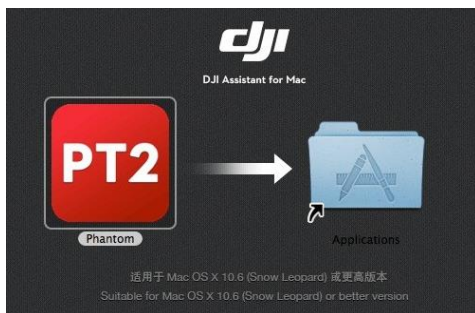 dji
DJI Assistant for Mac
PT2
Phantom
Applications
适用于 Mac OS X 10.6 (Snow Leopard) 或更高版本
Suitable for Mac OS X 10.6 (Snow Leopard) or better version